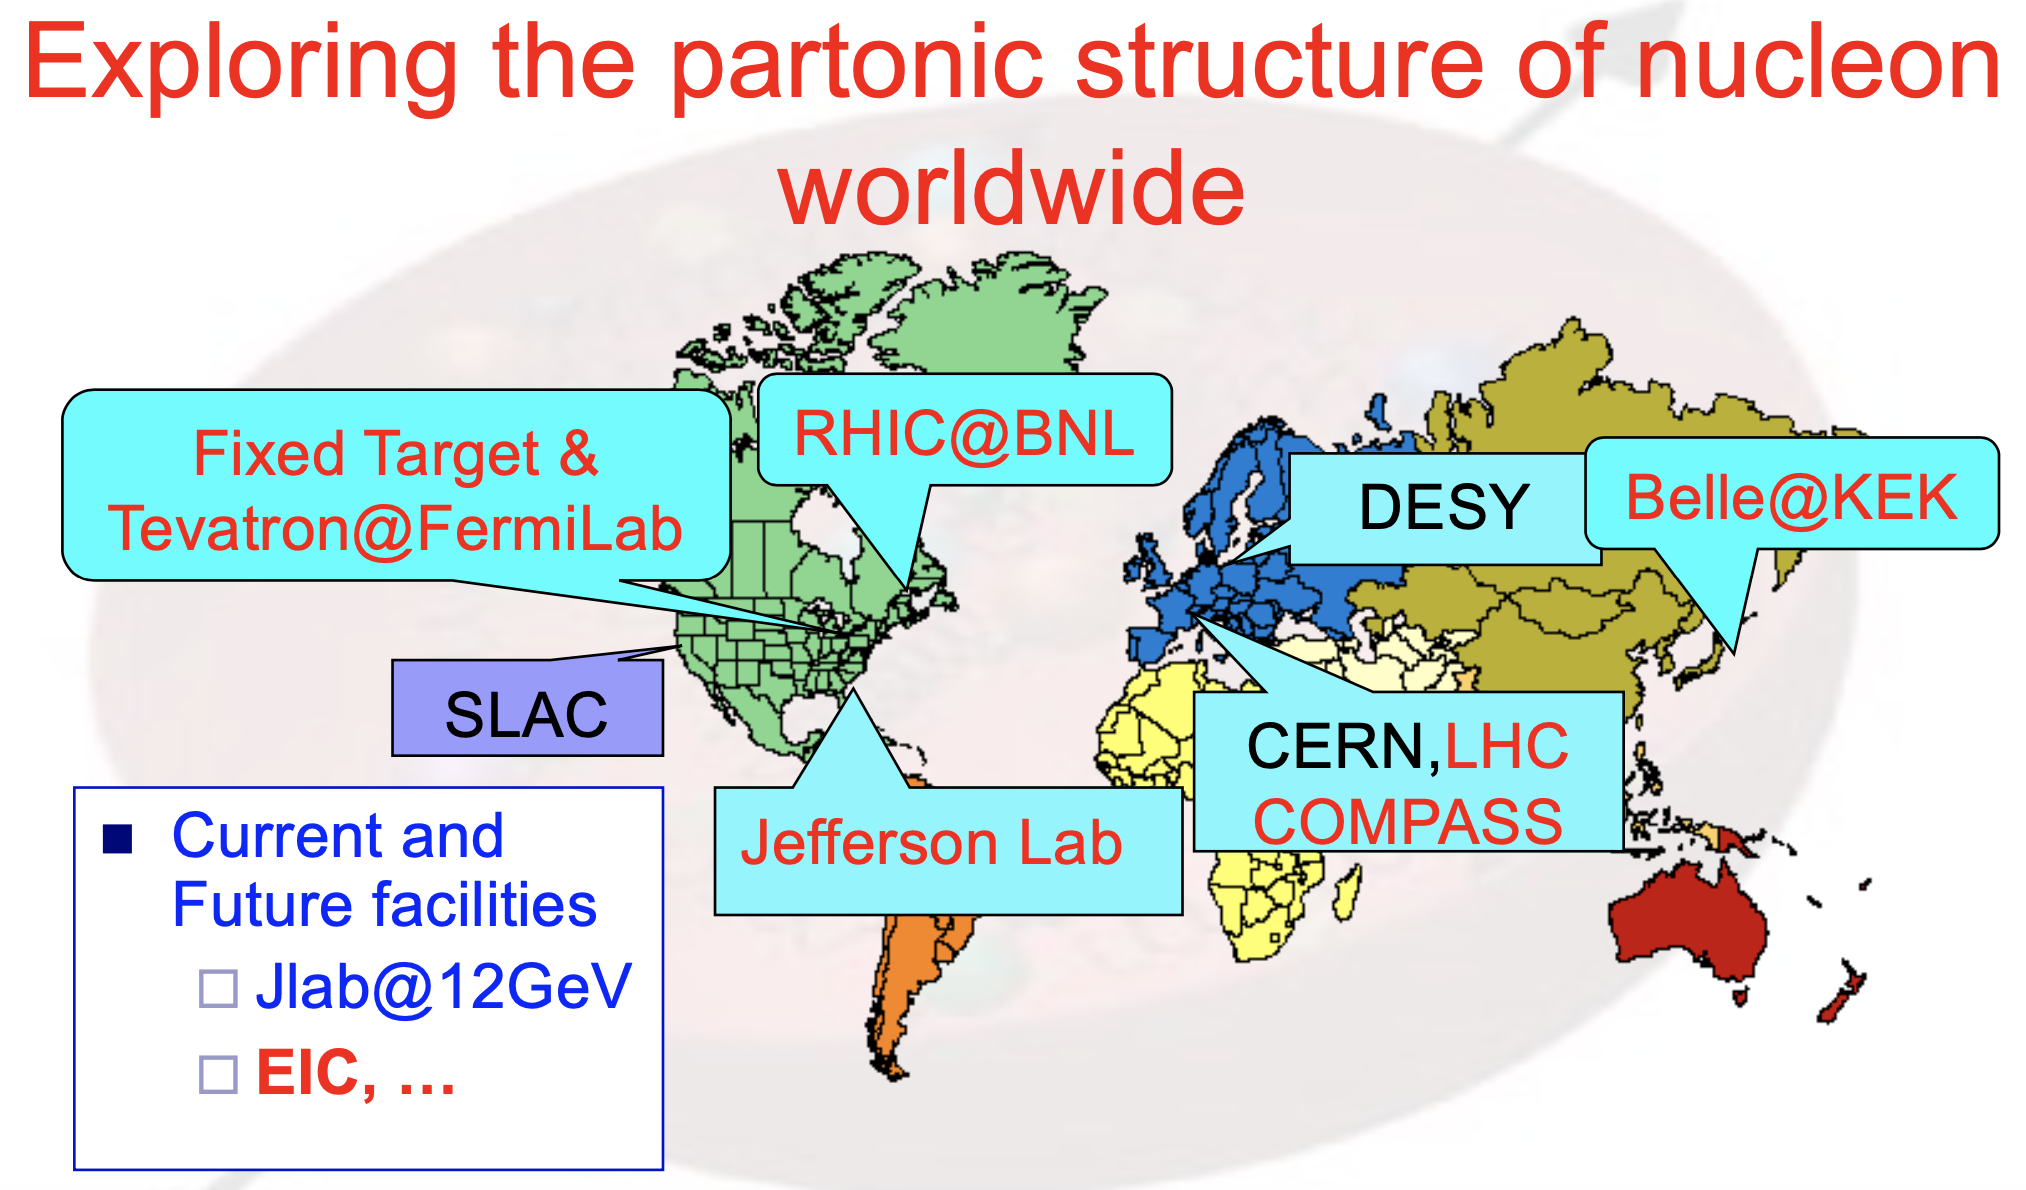 Exploring the partonic structure of nucleon
worldwide
Fixed Target &
Tevatron@FermiLab
RHIC@BNL
DESY
Belle@KEK
SLAC
CERN,LHC
COMPASS
Jefferson Lab
Current and
Future facilities
Jlab@12GeV
EIC, …